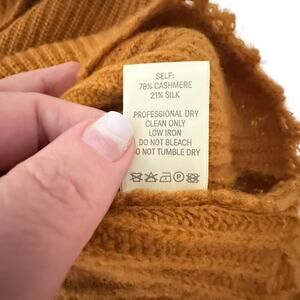 SELF:
79% CASHMERE
21% SILK
PROFESSIONAL DRY
CLEAN ONLY
LOW IRON
DO NOT BLEACH
DO NOT TUMBLE DRY